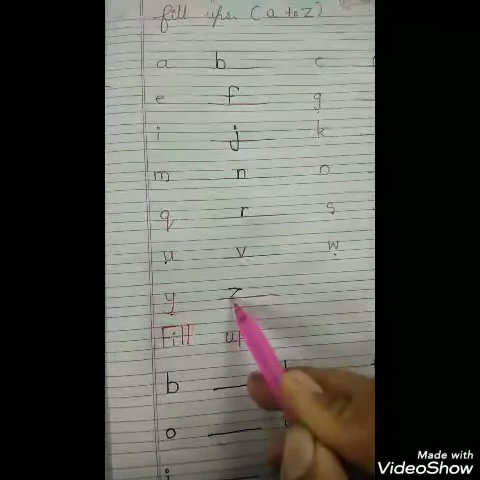 fill ups. (a to z)
a b c
e f g
i j k
m n o
q r s
u v w
y z
Fill up
b
o
i
Made with
VideoShow